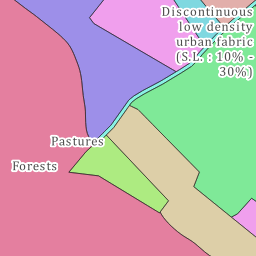 Discontinuous
low density
urban fabric
(S.L. : 10% -
30%)
Pastures
Forests